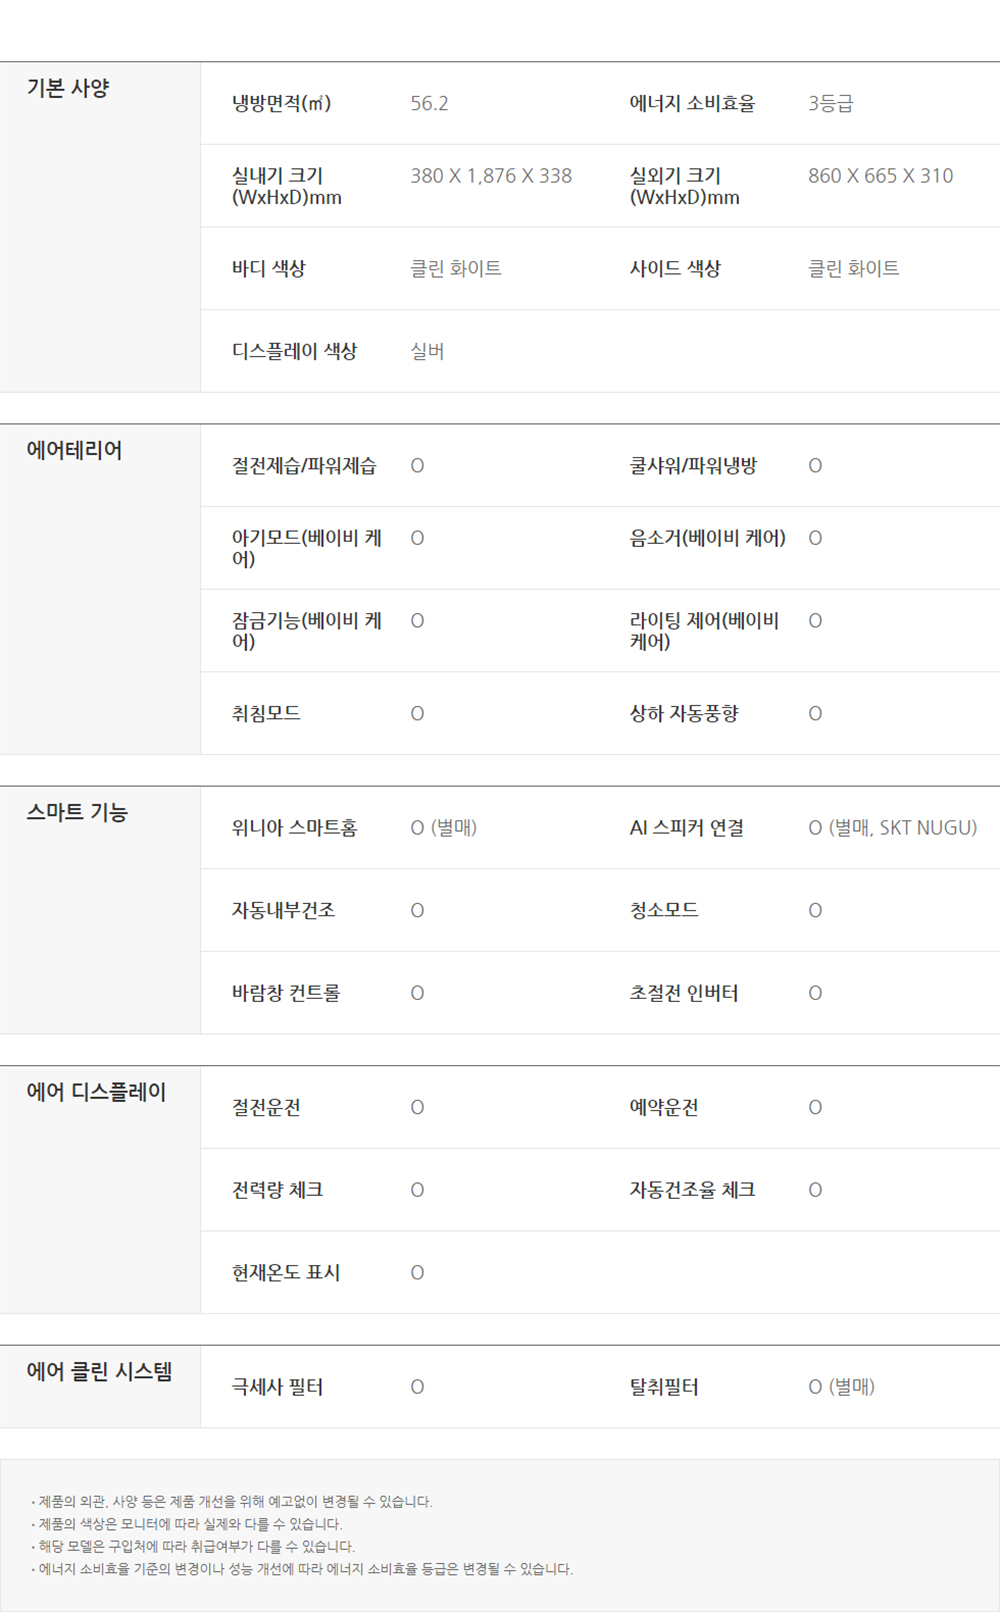 기본 사양
냉방면적(㎡) 56.2 에너지 소비효율 3등급
실내기 크기 380 X 1,876 X 338 실외기 크기 860 X 665 X 310
(WxHxD)mm (WxHxD)mm
바디 색상 클린 화이트 사이드 색상 클린 화이트
디스플레이 색상 실버
에어테리어
절전제습/파워제습 O 쿨샤워/파워냉방 O
아기모드(베이비 케 O 음소거(베이비 케어) O
어)
잠금기능(베이비 케 O 라이팅 제어(베이비 O
어) 케어)
취침모드 O 상하 자동풍향 O
스마트 기능
위니아 스마트홈 O (별매) AI 스피커 연결 O (별매, SKT NUGU)
자동내부건조 O 청소모드 O
바람창 컨트롤 O 초절전 인버터 O
에어 디스플레이
절전운전 O 예약운전 O
전력량 체크 O 자동건조율 체크 O
현재온도 표시 O
에어 클린 시스템
극세사 필터 O 탈취필터 O (별매)
· 제품의 외관, 사양 등은 제품 개선을 위해 예고없이 변경될 수 있습니다.
· 제품의 색상은 모니터에 따라 실제와 다를 수 있습니다.
· 해당 모델은 구입처에 따라 취급여부가 다를 수 있습니다.
· 에너지 소비효율 기준의 변경이나 성능 개선에 따라 에너지 소비효율 등급은 변경될 수 있습니다.